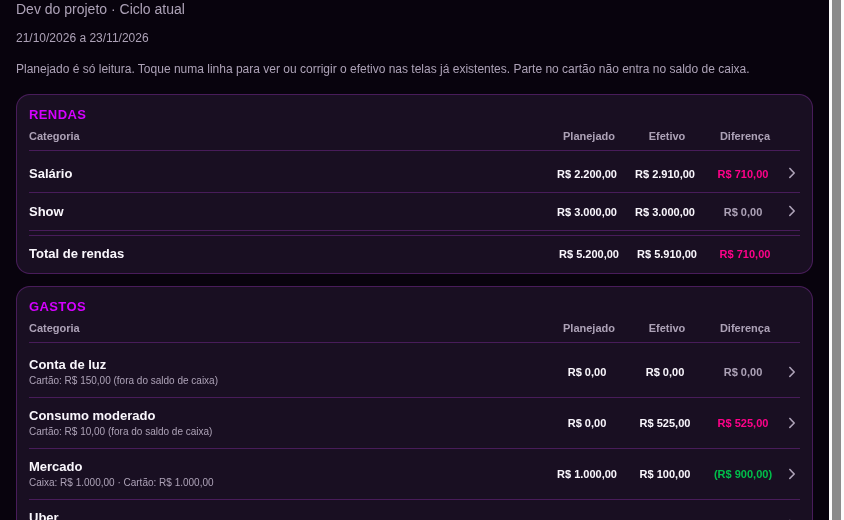 Dev do projeto · Ciclo atual
21/10/2026 a 23/11/2026
Planejado é só leitura. Toque numa linha para ver ou corrigir o efetivo nas telas já existentes. Parte no cartão não entra no saldo de caixa.
RENDAS
Categoria Planejado Efetivo Diferença
Salário R$ 2.200,00 R$ 2.910,00 R$ 710,00
Show R$ 3.000,00 R$ 3.000,00 R$ 0,00
Total de rendas R$ 5.200,00 R$ 5.910,00 R$ 710,00
GASTOS
Categoria Planejado Efetivo Diferença
Conta de luz R$ 0,00 R$ 0,00 R$ 0,00
Cartão: R$ 150,00 (fora do saldo de caixa)
Consumo moderado R$ 0,00 R$ 525,00 R$ 525,00
Cartão: R$ 10,00 (fora do saldo de caixa)
Mercado R$ 1.000,00 R$ 100,00 (R$ 900,00)
Caixa: R$ 1.000,00 · Cartão: R$ 1.000,00
Uber